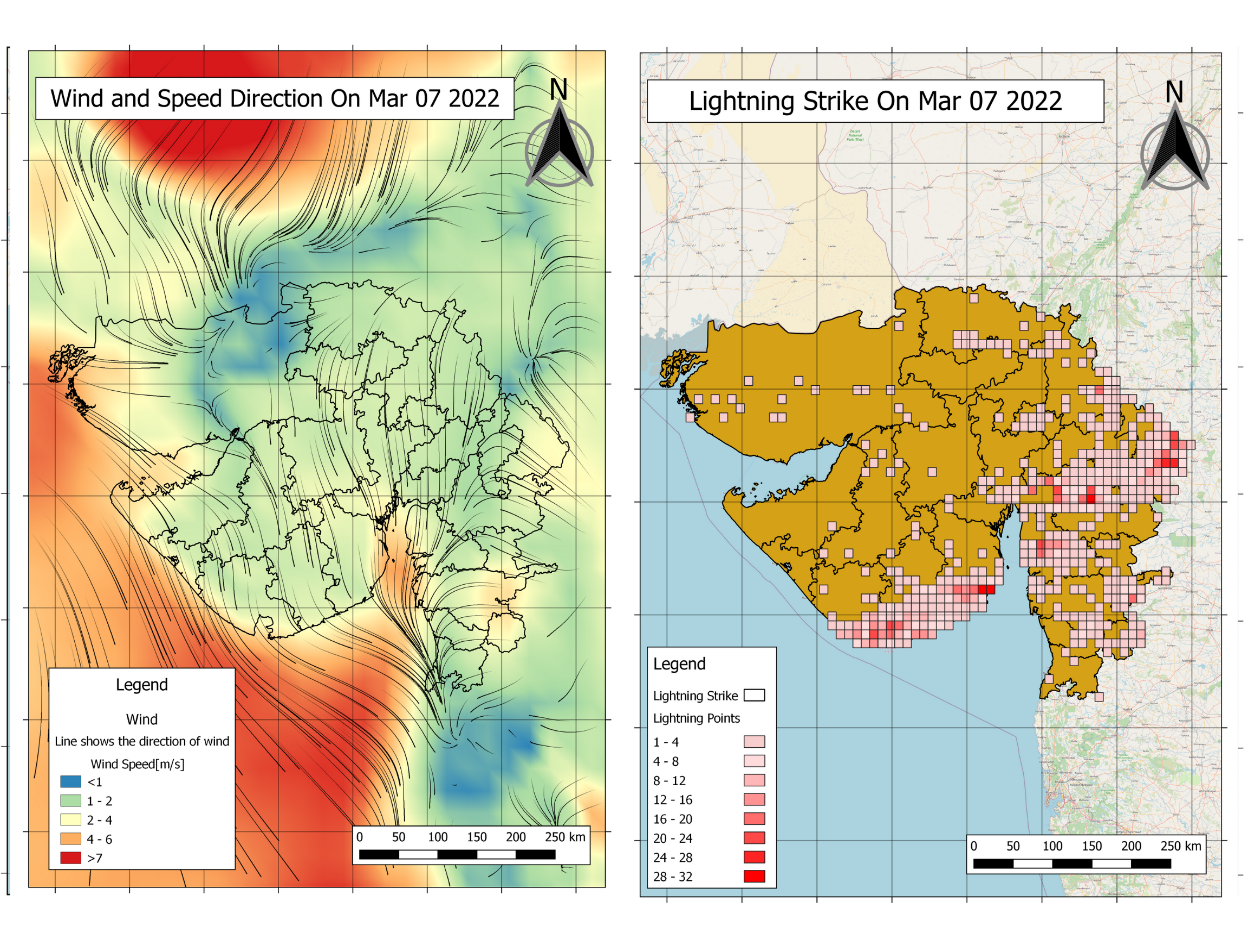 Wind and Speed Direction On Mar 07 2022
N
Legend
Wind
Line shows the direction of wind
Wind Speed[m/s]
<1
1 - 2
2 - 4
4 - 6
>7
0 50 100 150 200 250 km
Lightning Strike On Mar 07 2022
N
Legend
Lightning Strike
Lightning Points
1 - 4
4 - 8
8 - 12
12 - 16
16 - 20
20 - 24
24 - 28
28 - 32
0 50 100 150 200 250 km